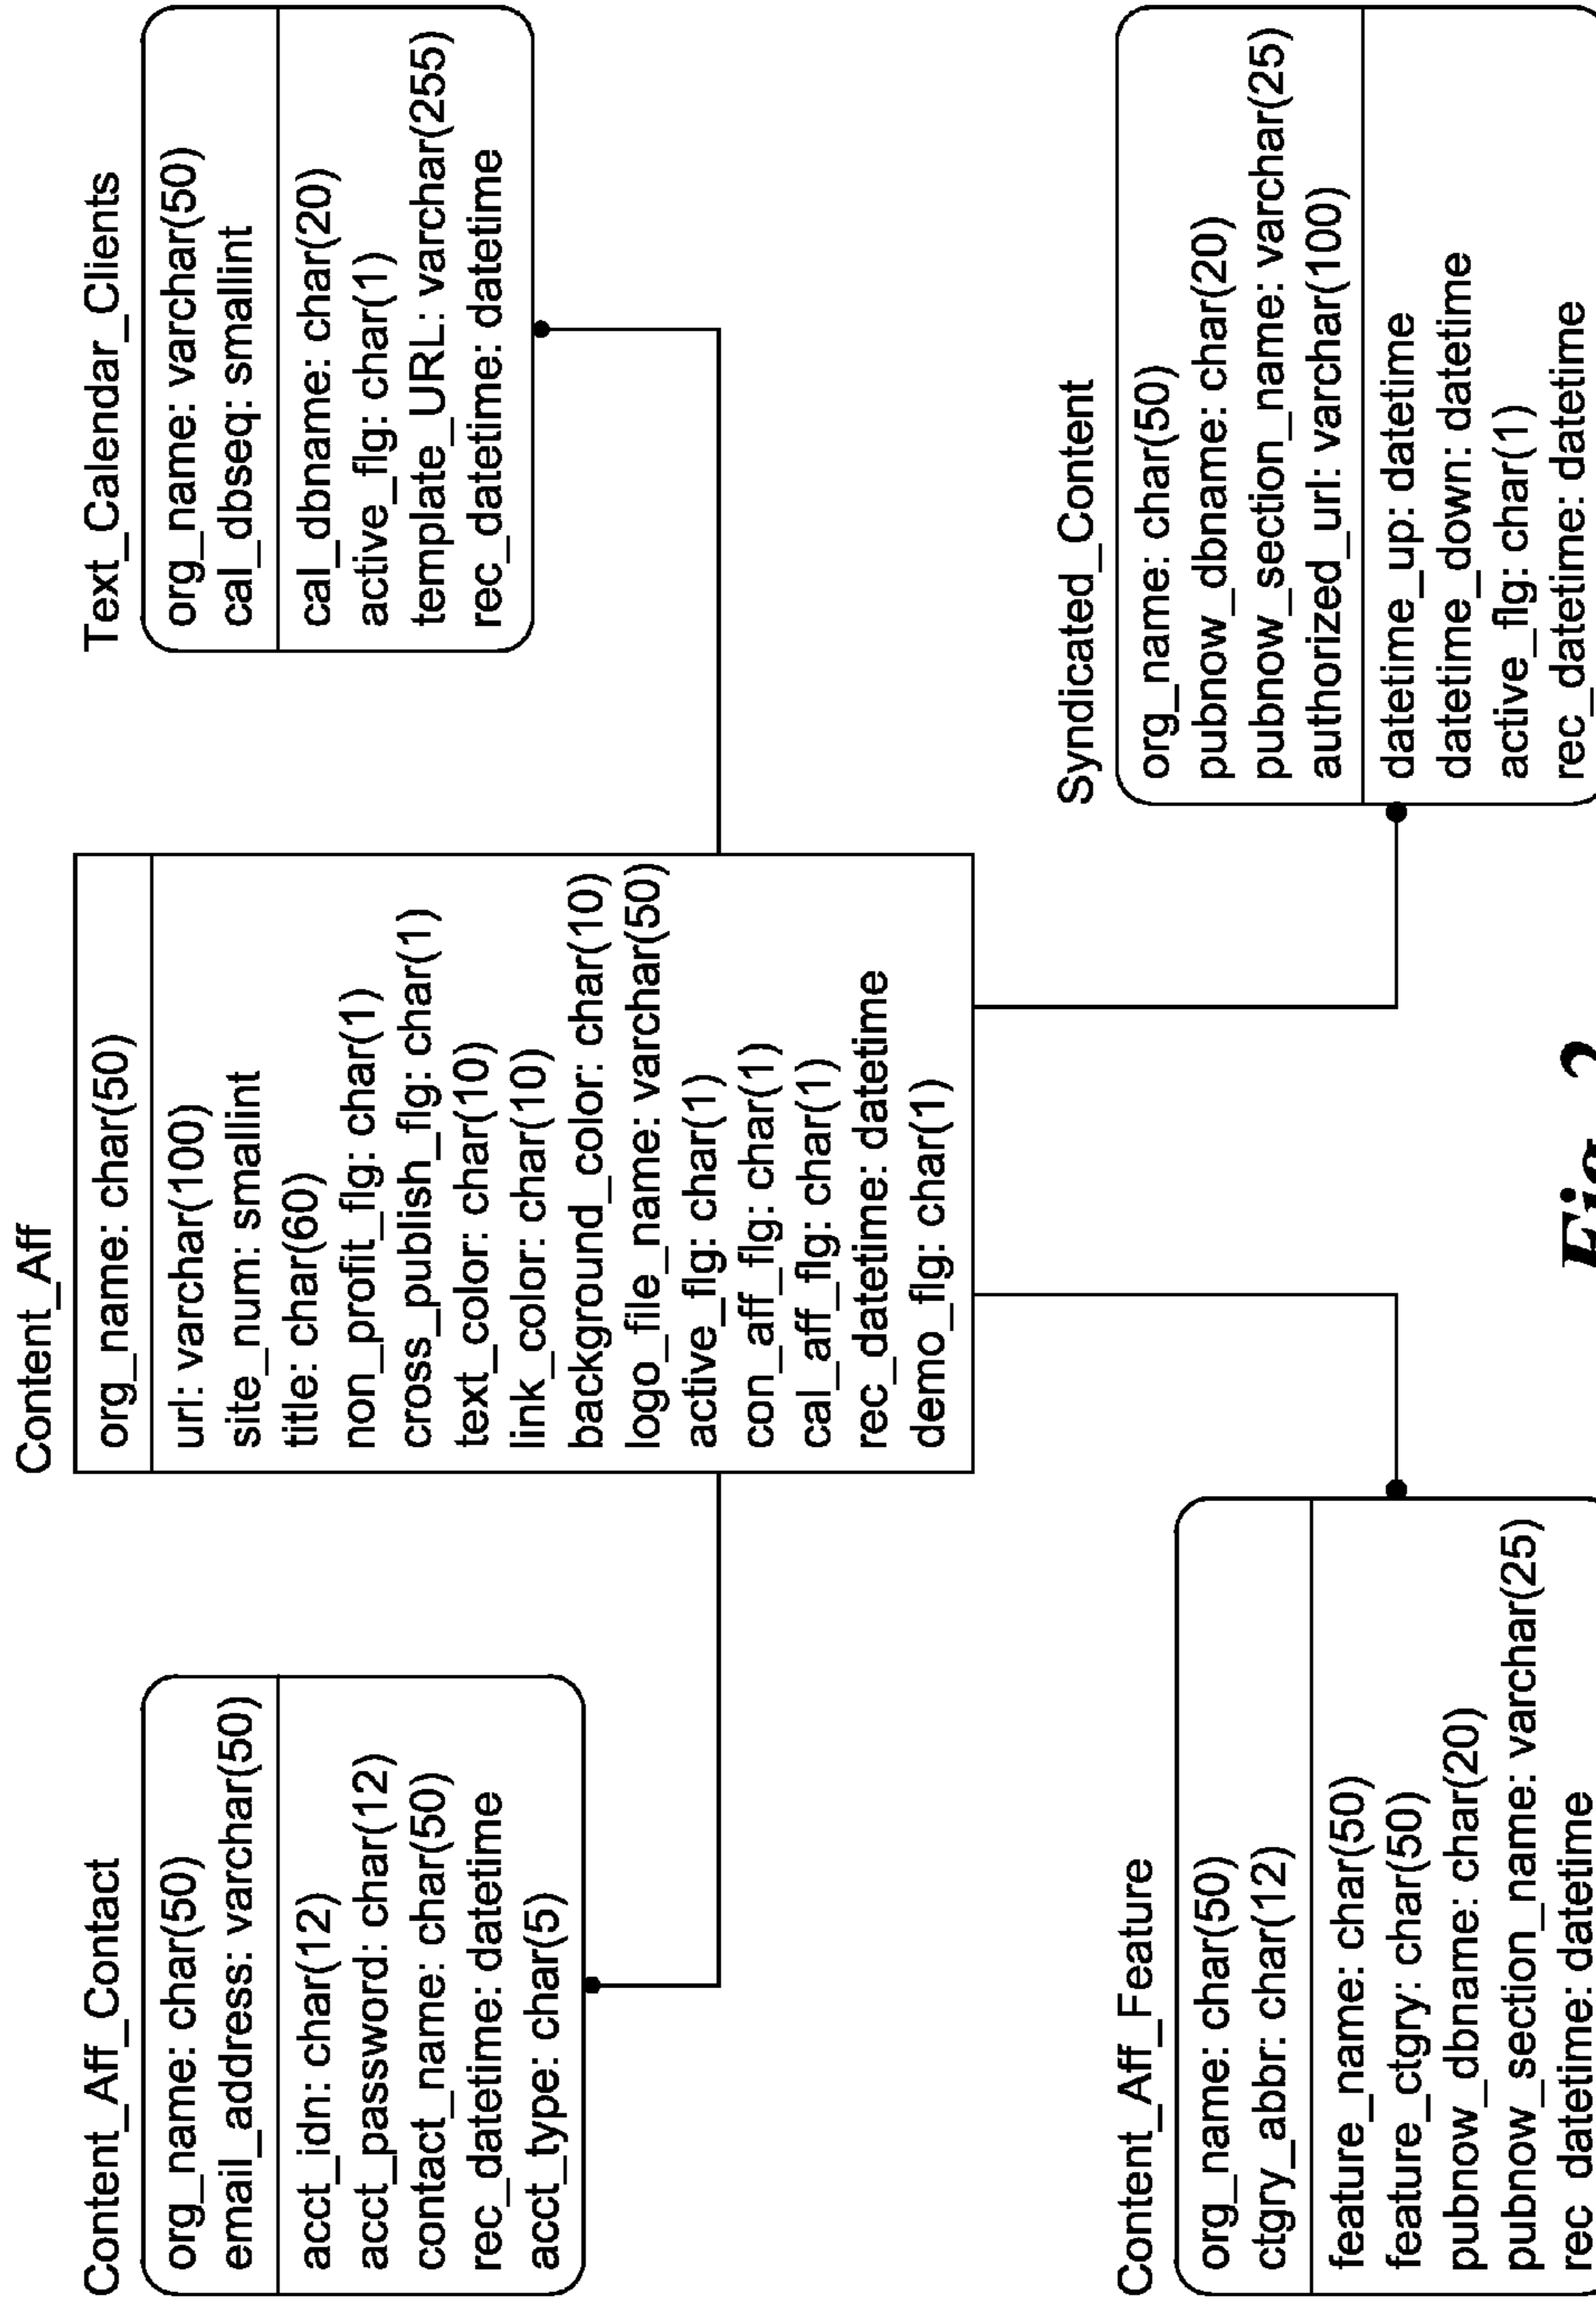 Content_Aff_Contact
org_name: char(50)
email_address: varchar(50)
acct_idn: char(12)
acct_password: char(12)
contact_name: char(50)
rec_datetime: datetime
acct_type: char(5)
Content_Aff
org_name: char(50)
url: varchar(100)
site_num: smallint
title: char(60)
non_profit_flg: char(1)
cross_publish_flg: char(1)
text_color: char(10)
link_color: char(10)
background_color: char(10)
logo_file_name: varchar(50)
active_flg: char(1)
con_aff_flg: char(1)
cal_aff_flg: char(1)
rec_datetime: datetime
demo_flg: char(1)
Text_Calendar_Clients
org_name: varchar(50)
cal_dbseq: smallint
cal_dbname: char(20)
active_flg: char(1)
template_URL: varchar(255)
rec_datetime: datetime
Content_Aff_Feature
org_name: char(50)
ctgry_abbr: char(12)
feature_name: char(50)
feature_ctgry: char(50)
pubnow_dbname: char(20)
pubnow_section_name: varchar(25)
rec_datetime: datetime
Syndicated_Content
org_name: char(50)
pubnow_dbname: char(20)
pubnow_section_name: varchar(25)
authorized_url: varchar(100)
datetime_up: datetime
datetime_down: datetime
active_flg: char(1)
rec_datetime: datetime
Fig. 2